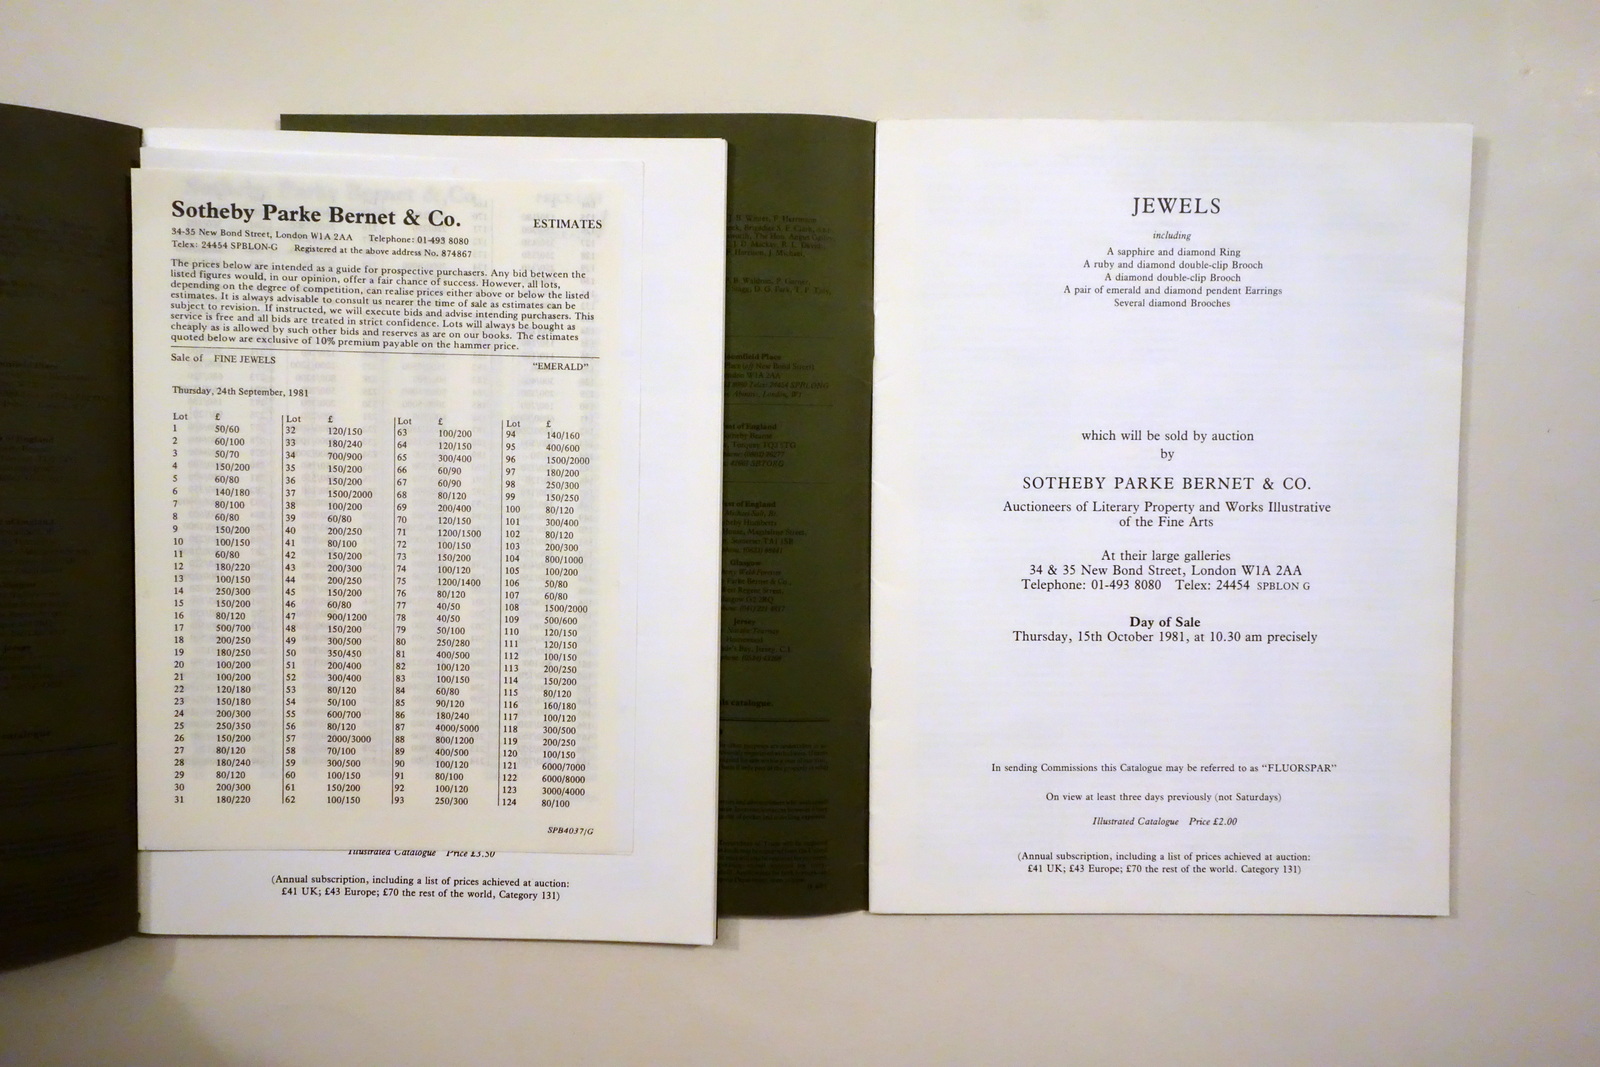 Sotheby Parke Bernet & Co.
ESTIMATES
34-35 New Bond Street, London W1A 2AA Telephone: 01-493 8080
Telex: 24454 SPBLON-G Registered at the above address No. 874867
The prices below are intended as a guide for prospective purchasers. Any bid between the
listed figures would, in our opinion, offer a fair chance of success. However, all lots,
depending on the degree of competition, can realise prices either above or below the listed
estimates. It is always advisable to consult us nearer the time of sale as estimates can be
subject to revision. If instructed, we will execute bids and advise intending purchasers. This
service is free and all bids are treated in strict confidence. Lots will always be bought as
cheaply as is allowed by such other bids and reserves as are on our books. The estimates
quoted below are exclusive of 10% premium payable on the hammer price.
Sale of FINE JEWELS "EMERALD"
Thursday, 24th September, 1981
Lot £ Lot £ Lot £ Lot £
1 50/60 32 120/150 63 100/200 94 140/160
2 60/100 33 180/240 64 120/150 95 400/600
3 50/70 34 700/900 65 300/400 96 1500/2000
4 150/200 35 150/200 66 60/90 97 180/200
5 60/80 36 150/200 67 60/90 98 250/300
6 140/180 37 1500/2000 68 80/120 99 150/250
7 80/100 38 100/200 69 200/400 100 80/120
8 60/80 39 60/80 70 120/150 101 300/400
9 150/200 40 200/250 71 1200/1500 102 80/120
10 100/150 41 80/100 72 100/150 103 200/300
11 60/80 42 150/200 73 150/200 104 800/1000
12 180/220 43 200/300 74 100/120 105 100/200
13 100/150 44 200/250 75 1200/1400 106 50/80
14 250/300 45 150/200 76 80/120 107 60/80
15 150/200 46 60/80 77 40/50 108 1500/2000
16 80/120 47 900/1200 78 40/50 109 500/600
17 500/700 48 150/200 79 50/100 110 120/150
18 200/250 49 300/500 80 250/280 111 120/150
19 180/250 50 350/450 81 400/500 112 100/150
20 100/200 51 200/400 82 100/120 113 200/250
21 100/200 52 300/400 83 100/150 114 150/200
22 120/180 53 80/120 84 60/80 115 80/120
23 150/180 54 50/100 85 90/120 116 160/180
24 200/300 55 600/700 86 180/240 117 100/120
25 250/350 56 80/120 87 4000/5000 118 300/500
26 150/200 57 2000/3000 88 800/1200 119 200/250
27 80/120 58 70/100 89 400/500 120 100/150
28 180/240 59 300/500 90 100/120 121 6000/7000
29 80/120 60 100/150 91 80/100 122 6000/8000
30 200/300 61 150/200 92 100/120 123 3000/4000
31 180/220 62 100/150 93 250/300 124 80/100
SPB4037/G
Illustrated Catalogue Price £3.50
(Annual subscription, including a list of prices achieved at auction:
£41 UK; £43 Europe; £70 the rest of the world, Category 131)
JEWELS
including
A sapphire and diamond Ring
A ruby and diamond double-clip Brooch
A diamond double-clip Brooch
A pair of emerald and diamond pendent Earrings
Several diamond Brooches
which will be sold by auction
by
SOTHEBY PARKE BERNET & CO.
Auctioneers of Literary Property and Works Illustrative
of the Fine Arts
At their large galleries
34 & 35 New Bond Street, London W1A 2AA
Telephone: 01-493 8080 Telex: 24454 SPBLON G
Day of Sale
Thursday, 15th October 1981, at 10.30 am precisely
In sending Commissions this Catalogue may be referred to as "FLUORSPAR"
On view at least three days previously (not Saturdays)
Illustrated Catalogue Price £2.00
(Annual subscription, including a list of prices achieved at auction:
£41 UK; £43 Europe; £70 the rest of the world. Category 131)